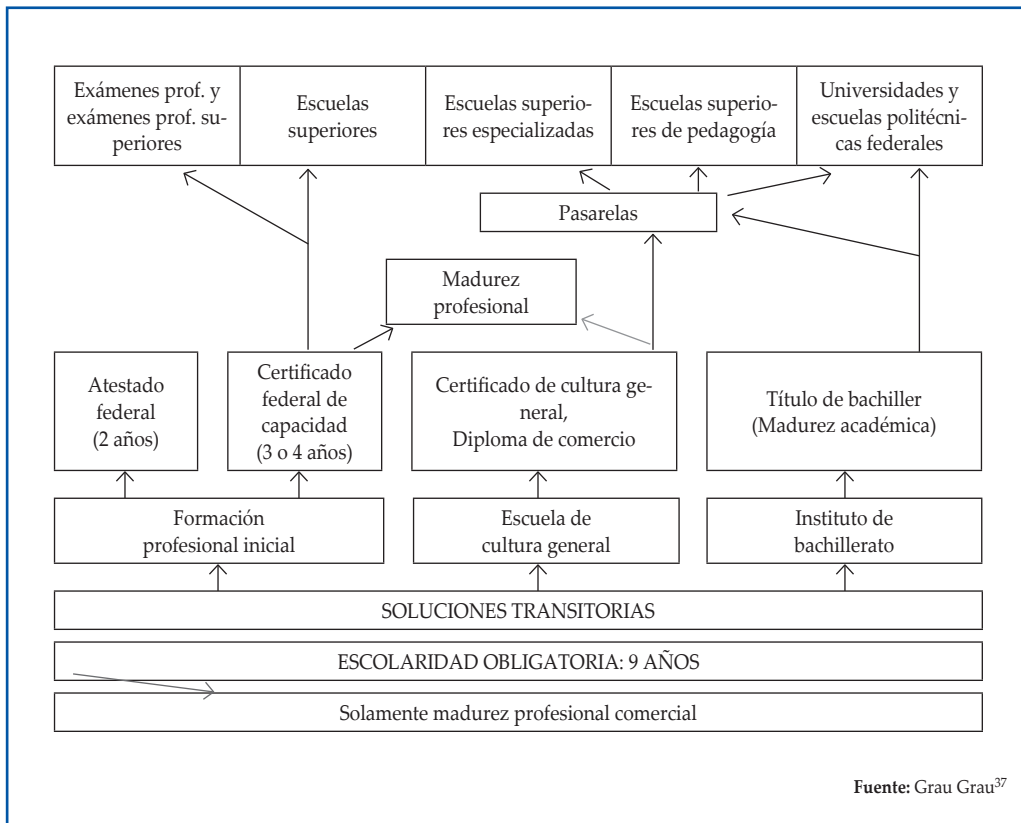 Exámenes prof. y
exámenes prof. su-
periores
Escuelas
superiores
Escuelas superio-
res especializadas
Escuelas superio-
res de pedagogía
Universidades y
escuelas politécni-
cas federales
Pasarelas
Madurez
profesional
Atestado
federal
(2 años)
Certificado
federal de
capacidad
(3 o 4 años)
Certificado de cultura ge-
neral,
Diploma de comercio
Título de bachiller
(Madurez académica)
Formación
profesional inicial
Escuela de
cultura general
Instituto de
bachillerato
SOLUCIONES TRANSITORIAS
ESCOLARIDAD OBLIGATORIA: 9 AÑOS
Solamente madurez profesional comercial
Fuente: Grau Grau37